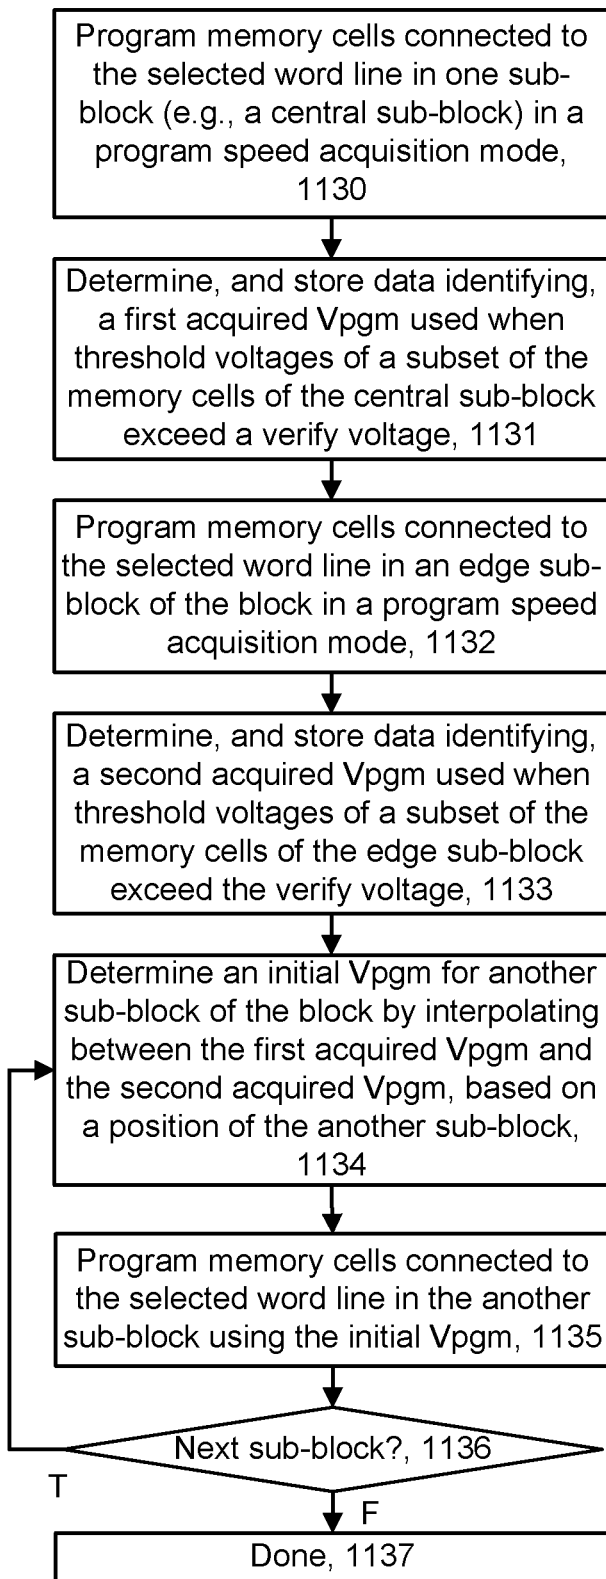 Program memory cells connected to
the selected word line in one sub-
block (e.g., a central sub-block) in a
program speed acquisition mode,
1130
Determine, and store data identifying,
a first acquired Vpgm used when
threshold voltages of a subset of the
memory cells of the central sub-block
exceed a verify voltage, 1131
Program memory cells connected to
the selected word line in an edge sub-
block of the block in a program speed
acquisition mode, 1132
Determine, and store data identifying,
a second acquired Vpgm used when
threshold voltages of a subset of the
memory cells of the edge sub-block
exceed the verify voltage, 1133
Determine an initial Vpgm for another
sub-block of the block by interpolating
between the first acquired Vpgm and
the second acquired Vpgm, based on
a position of the another sub-block,
1134
Program memory cells connected to
the selected word line in the another
sub-block using the initial Vpgm, 1135
Next sub-block?, 1136
T
F
Done, 1137